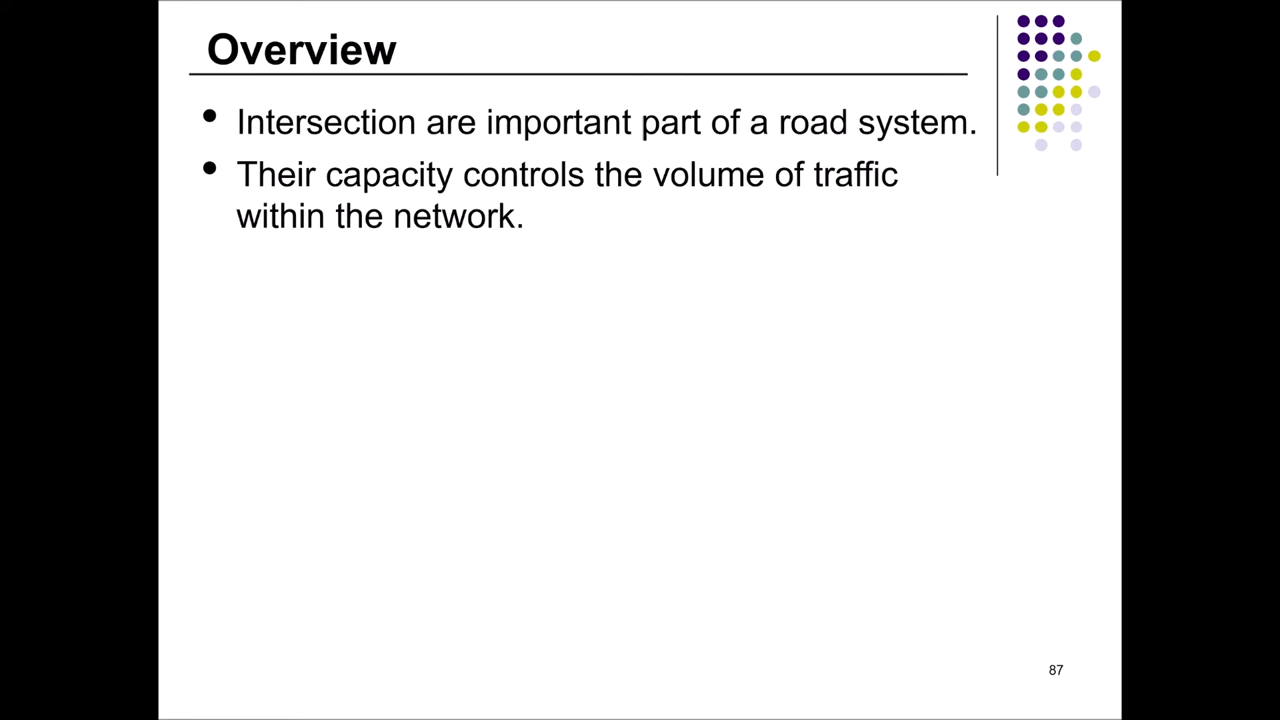 Overview
• Intersection are important part of a road system.
• Their capacity controls the volume of traffic
within the network.
87